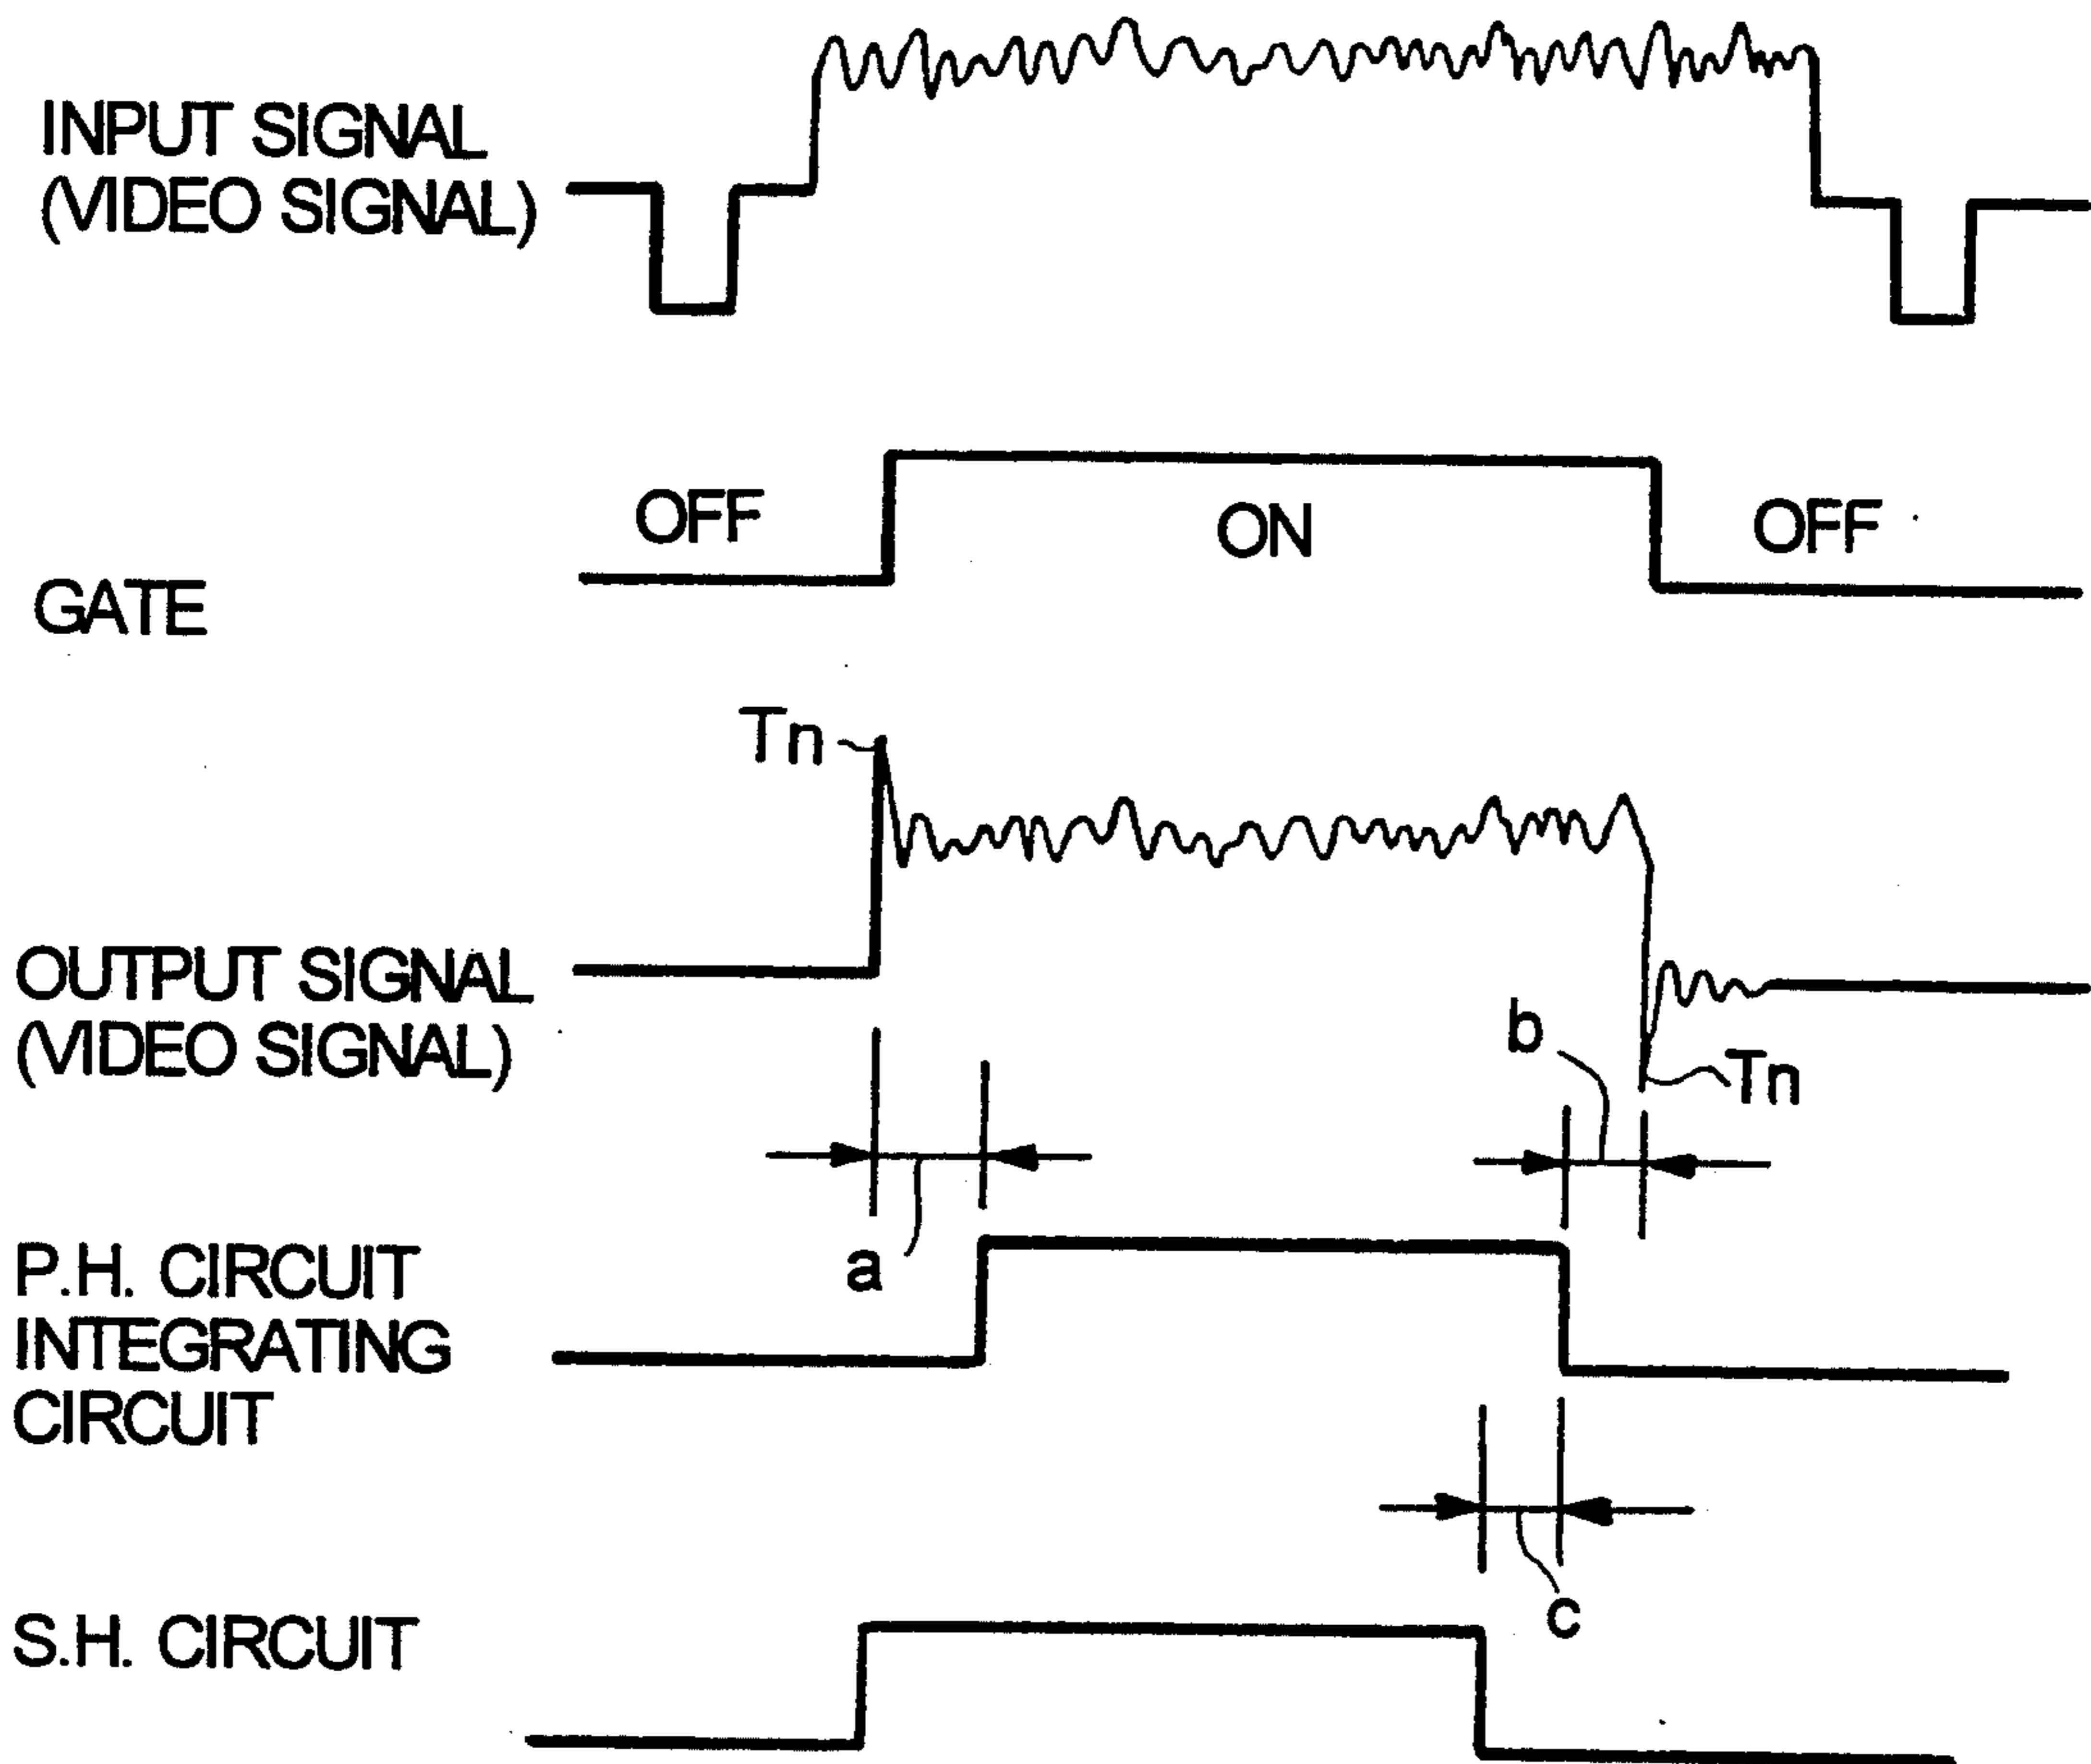 INPUT SIGNAL
(VIDEO SIGNAL)
OFF
ON
OFF
GATE
Tn
OUTPUT SIGNAL
(VIDEO SIGNAL)
b
Tn
a
P.H. CIRCUIT
INTEGRATING
CIRCUIT
c
S.H. CIRCUIT